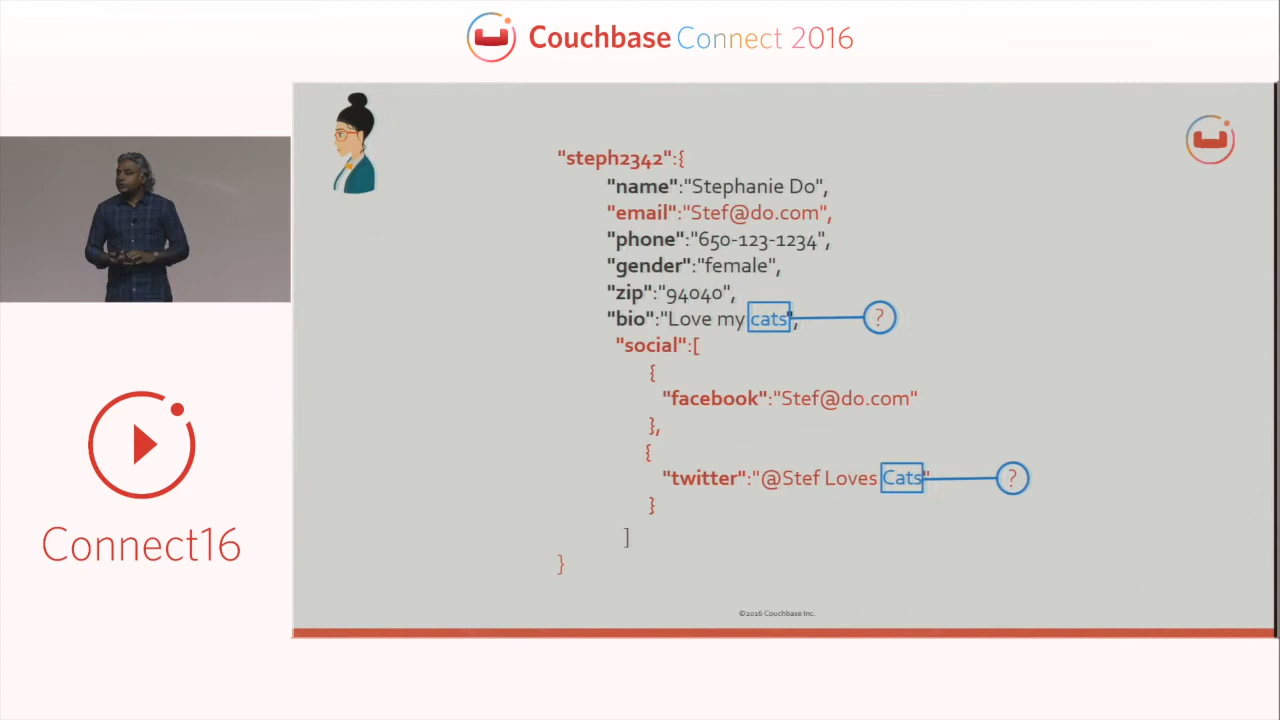 Couchbase Connect 2016
"steph2342":{
"name":"Stephanie Do",
"email":"Stef@do.com",
"phone":"650-123-1234",
"gender":"female",
"zip":"94040",
"bio":"Love my cats", ?
"social":[
{
"facebook":"Stef@do.com"
},
{
"twitter":"@Stef Loves Cats" ?
}
]
}
©2016 Couchbase Inc.
Connect16